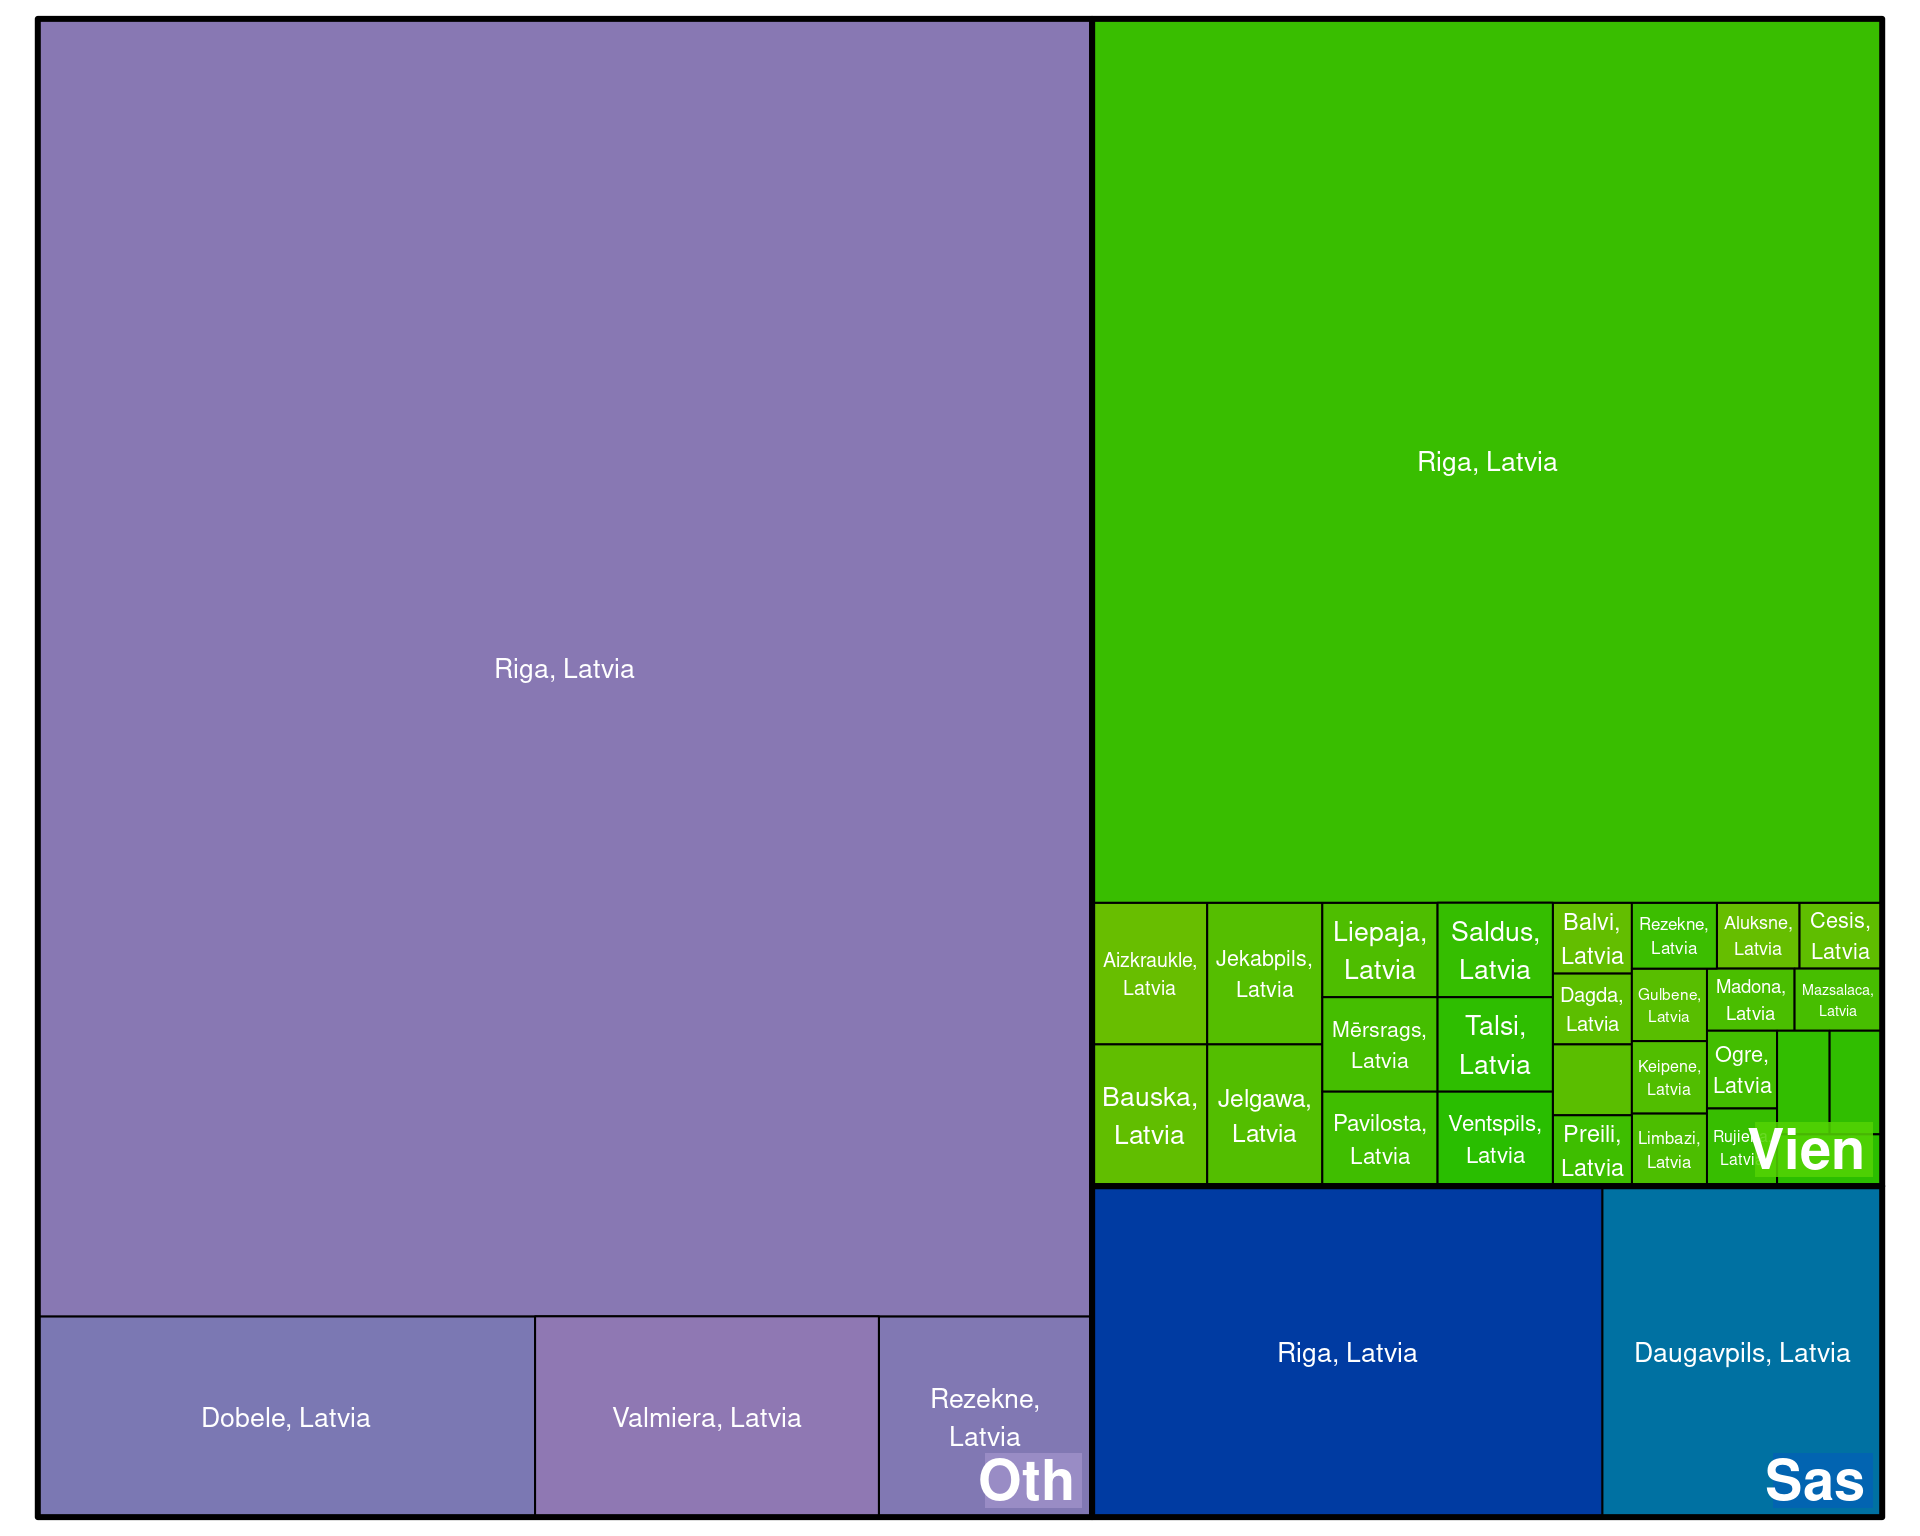 Riga, Latvia
Dobele, Latvia
Valmiera, Latvia
Rezekne,
Latvia
Oth
Riga, Latvia
Aizkraukle,
Latvia
Bauska,
Latvia
Jekabpils,
Latvia
Jelgawa,
Latvia
Liepaja,
Latvia
Mērsrags,
Latvia
Pavilosta,
Latvia
Saldus,
Latvia
Talsi,
Latvia
Ventspils,
Latvia
Balvi,
Latvia
Dagda,
Latvia
Preili,
Latvia
Rezekne,
Latvia
Aluksne,
Latvia
Cesis,
Latvia
Gulbene,
Latvia
Keipene,
Latvia
Limbazi,
Latvia
Madona,
Latvia
Mazsalaca,
Latvia
Ogre,
Latvia
Vien
Riga, Latvia
Daugavpils, Latvia
Sas